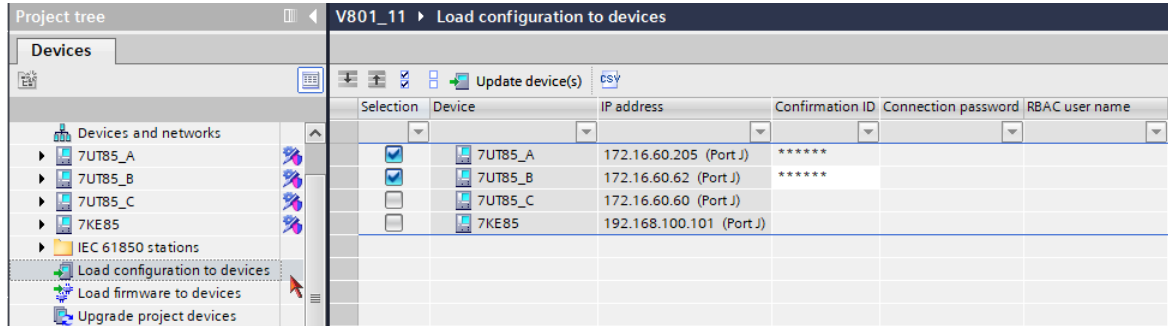 Project tree
V801_11 ▸ Load configuration to devices
Devices
Update device(s) csv
Selection Device IP address Confirmation ID Connection password RBAC user name
Devices and networks
7UT85_A
7UT85_B
7UT85_C
7KE85
IEC 61850 stations
Load configuration to devices
Load firmware to devices
Upgrade project devices
7UT85_A 172.16.60.205 (Port J) ******
7UT85_B 172.16.60.62 (Port J) ******
7UT85_C 172.16.60.60 (Port J)
7KE85 192.168.100.101 (Port J)